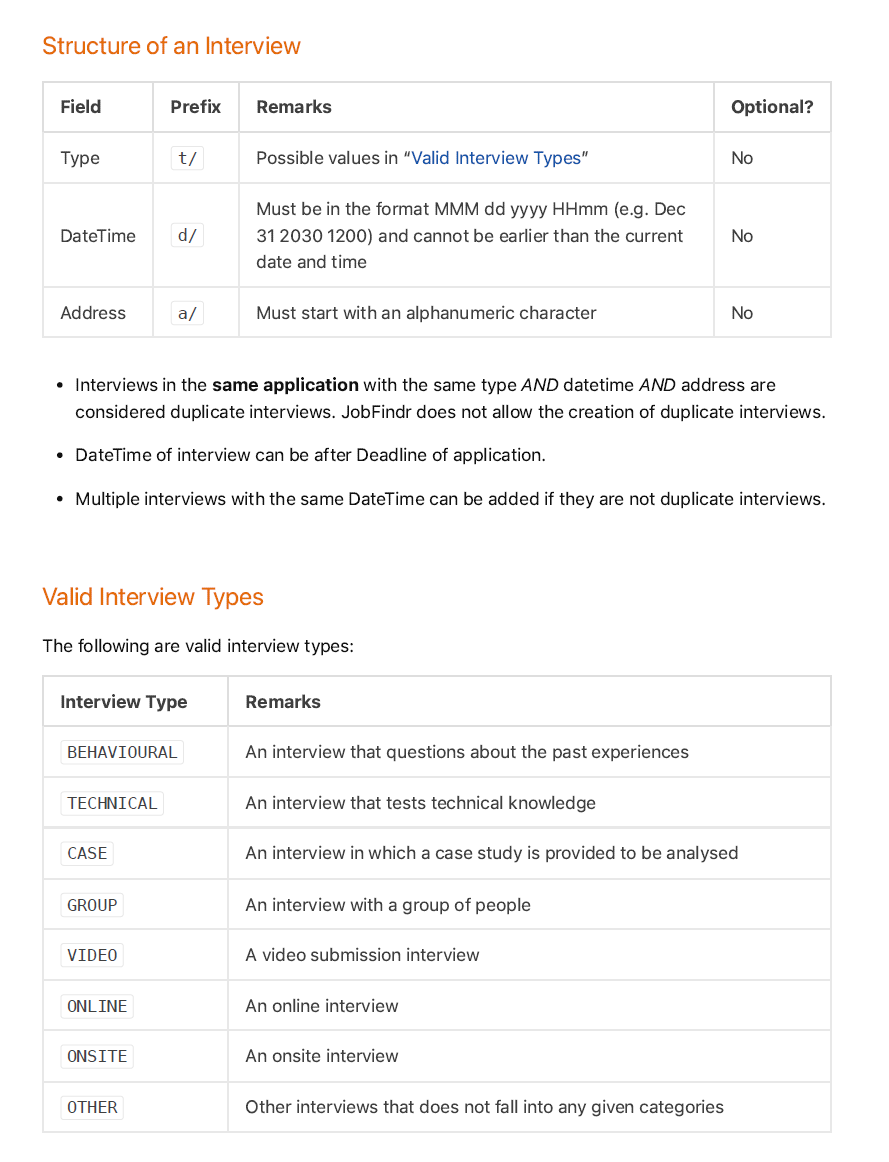 Structure of an Interview
Field Prefix Remarks Optional?
Type t/ Possible values in “Valid Interview Types” No
DateTime d/ Must be in the format MMM dd yyyy HHmm (e.g. Dec
31 2030 1200) and cannot be earlier than the current
date and time No
Address a/ Must start with an alphanumeric character No
• Interviews in the same application with the same type AND datetime AND address are
considered duplicate interviews. JobFindr does not allow the creation of duplicate interviews.
• DateTime of interview can be after Deadline of application.
• Multiple interviews with the same DateTime can be added if they are not duplicate interviews.
Valid Interview Types
The following are valid interview types:
Interview Type Remarks
BEHAVIOURAL An interview that questions about the past experiences
TECHNICAL An interview that tests technical knowledge
CASE An interview in which a case study is provided to be analysed
GROUP An interview with a group of people
VIDEO A video submission interview
ONLINE An online interview
ONSITE An onsite interview
OTHER Other interviews that does not fall into any given categories